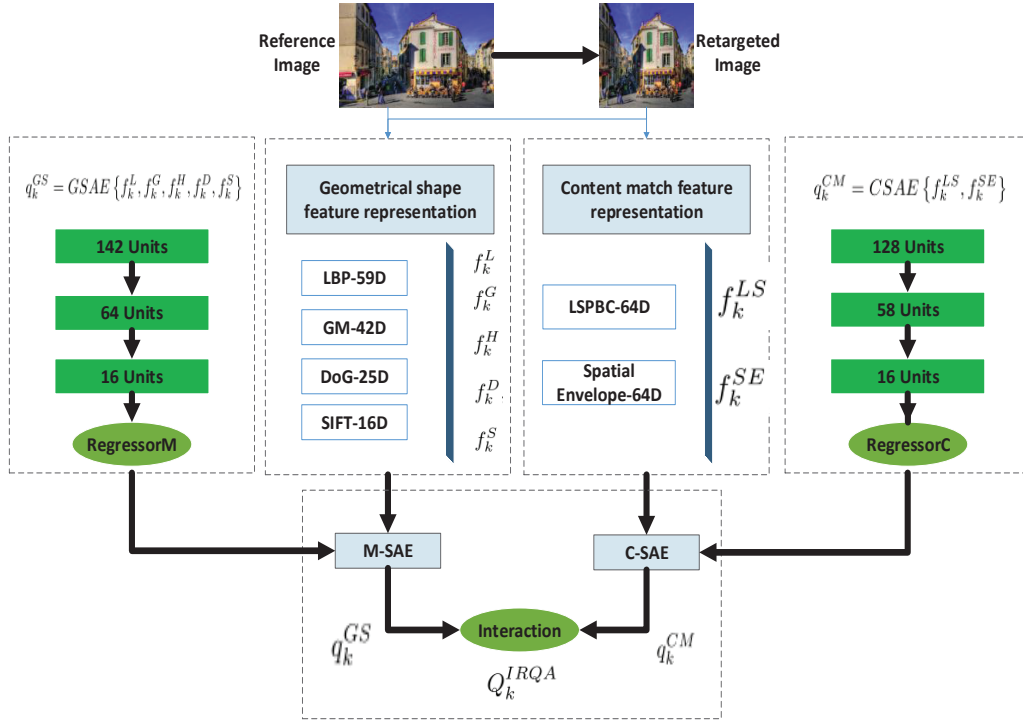 Reference
Image
Retargeted
Image
q_k^{GS} = GSAE {f_k^L, f_k^G, f_k^H, f_k^D, f_k^S}
142 Units
64 Units
16 Units
RegressorM
Geometrical shape
feature representation
LBP-59D
GM-42D
DoG-25D
SIFT-16D
f_k^L
f_k^G
f_k^H
f_k^D
f_k^S
Content match feature
representation
LSPBC-64D
Spatial
Envelope-64D
f_k^{LS}
f_k^{SE}
q_k^{CM} = CSAE {f_k^{LS}, f_k^{SE}}
128 Units
58 Units
16 Units
RegressorC
M-SAE
C-SAE
Interaction
q_k^{GS}
q_k^{CM}
Q_k^{IRQA}